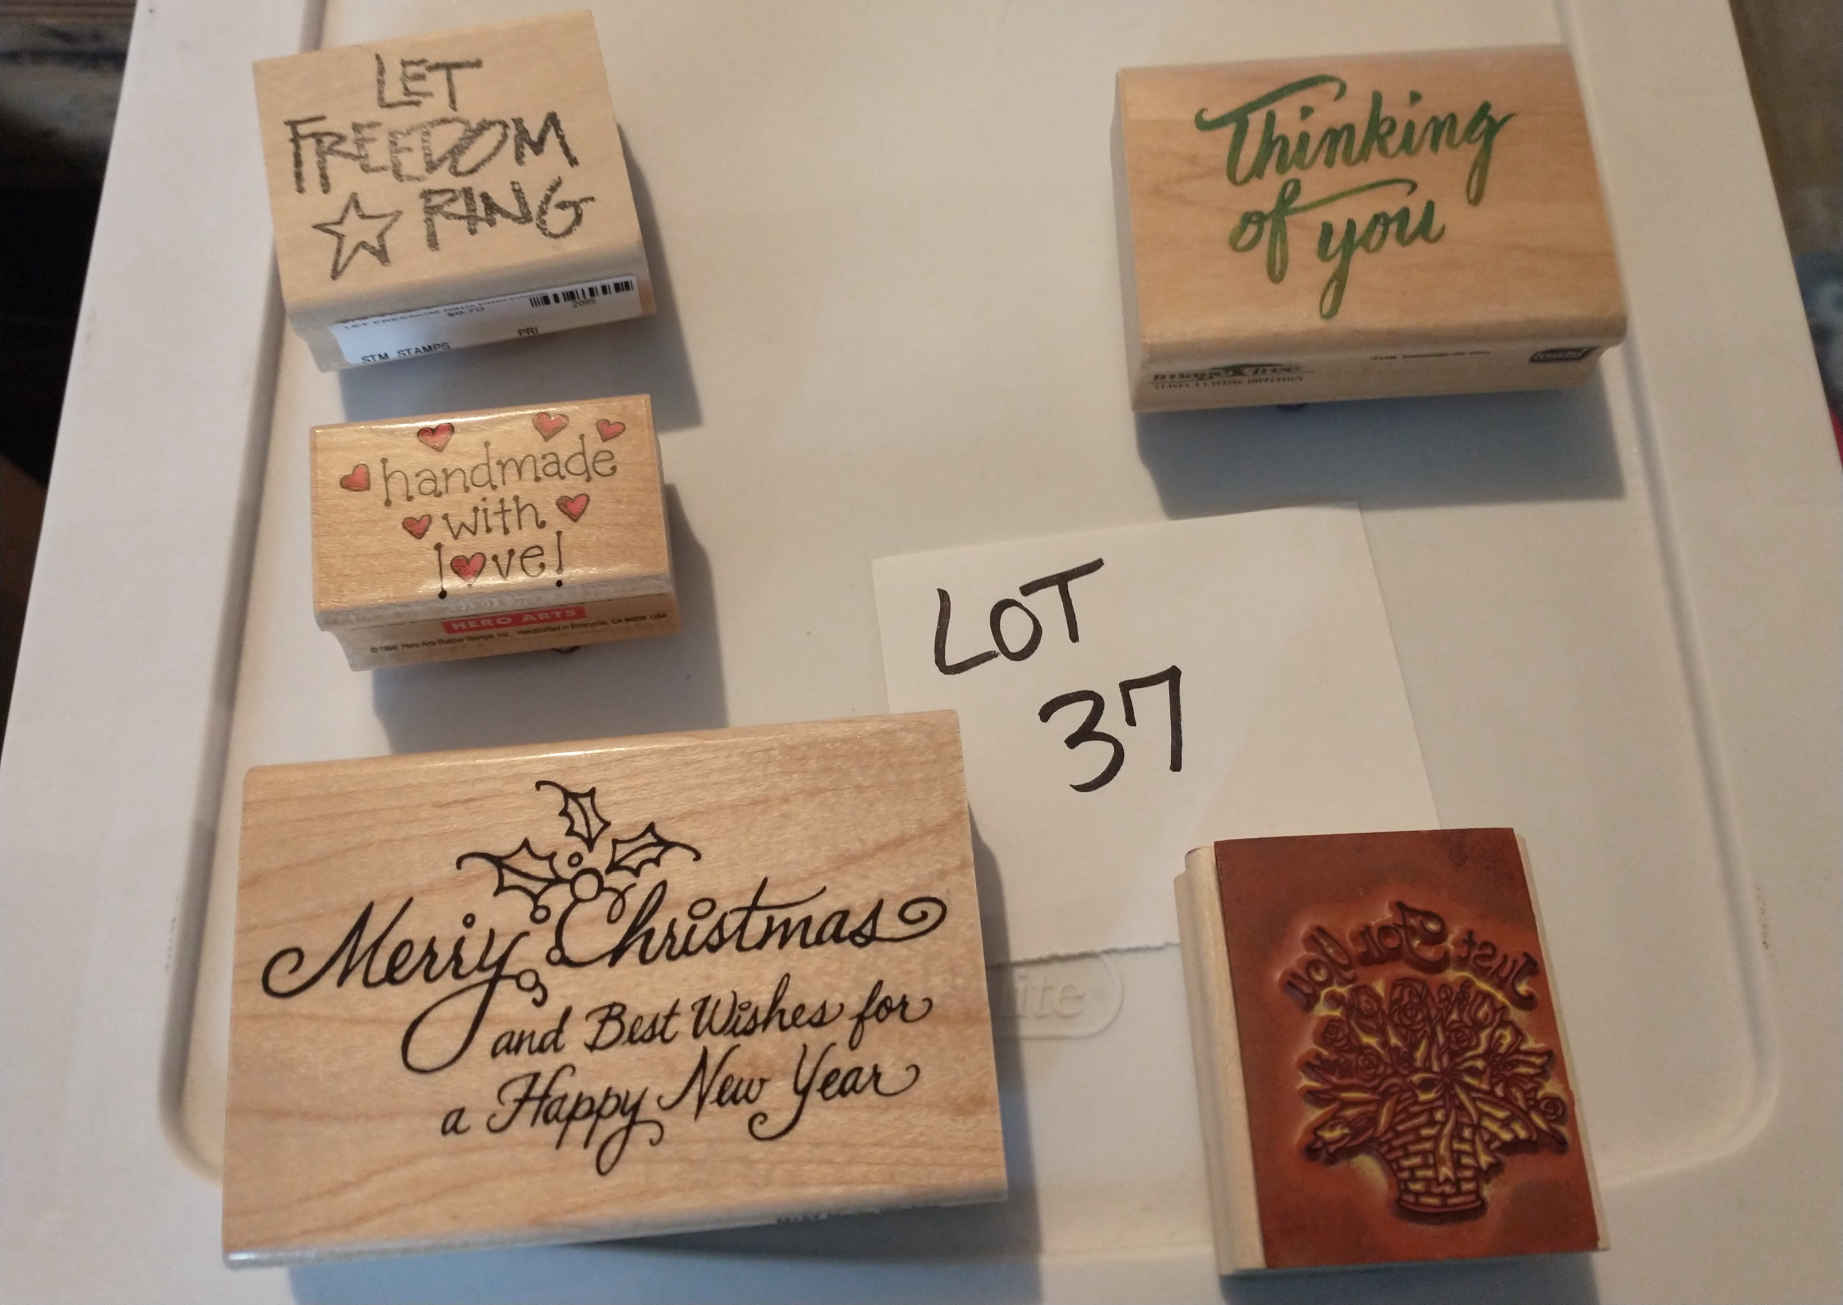 LET
FREEDOM
RING
STM STAMPS
PRI
Thinking
of you
handmade
with
love!
HERO ARTS
LOT
37
Merry Christmas
and Best Wishes for
a Happy New Year
Just For You